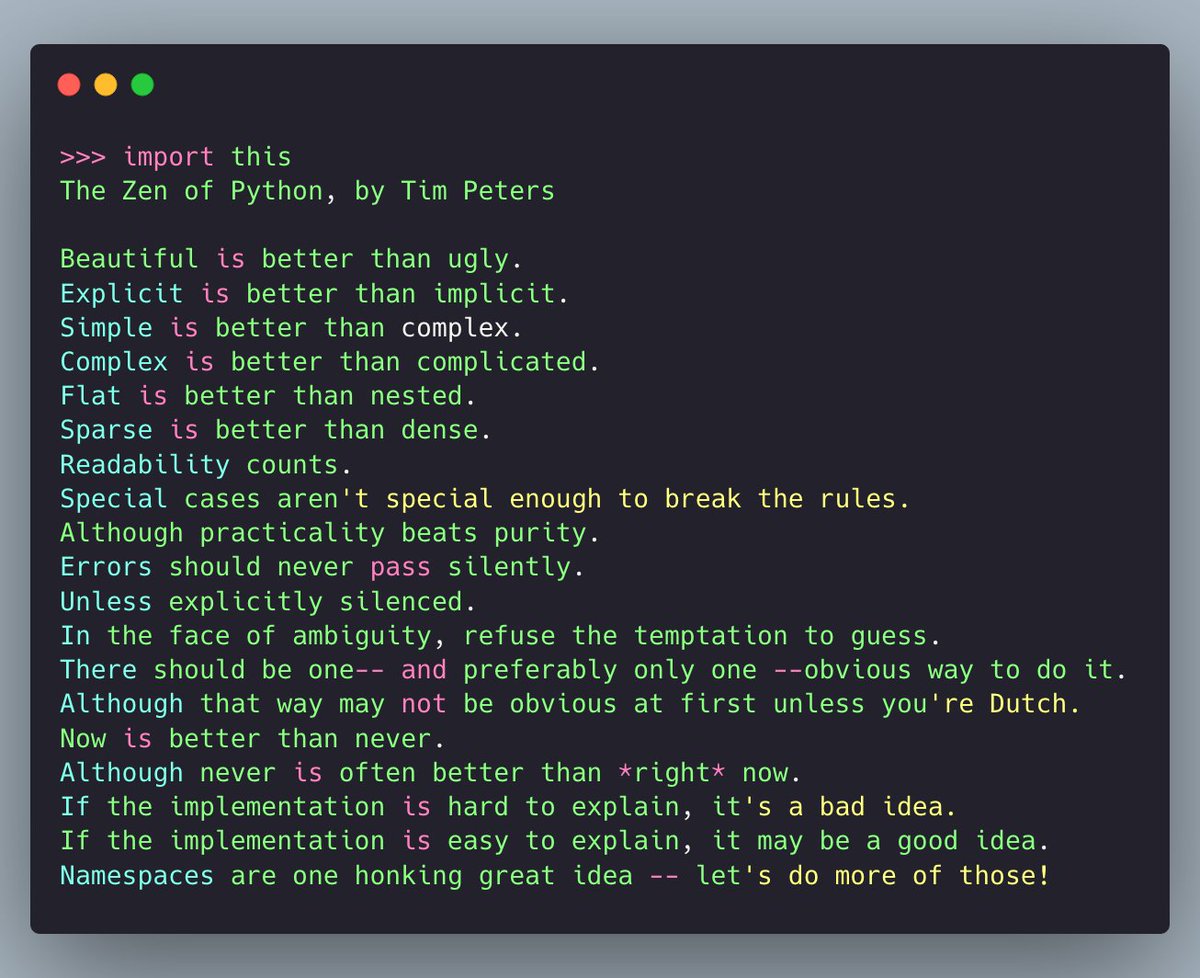 >>> import this
The Zen of Python, by Tim Peters

Beautiful is better than ugly.
Explicit is better than implicit.
Simple is better than complex.
Complex is better than complicated.
Flat is better than nested.
Sparse is better than dense.
Readability counts.
Special cases aren't special enough to break the rules.
Although practicality beats purity.
Errors should never pass silently.
Unless explicitly silenced.
In the face of ambiguity, refuse the temptation to guess.
There should be one-- and preferably only one --obvious way to do it.
Although that way may not be obvious at first unless you're Dutch.
Now is better than never.
Although never is often better than *right* now.
If the implementation is hard to explain, it's a bad idea.
If the implementation is easy to explain, it may be a good idea.
Namespaces are one honking great idea -- let's do more of those!